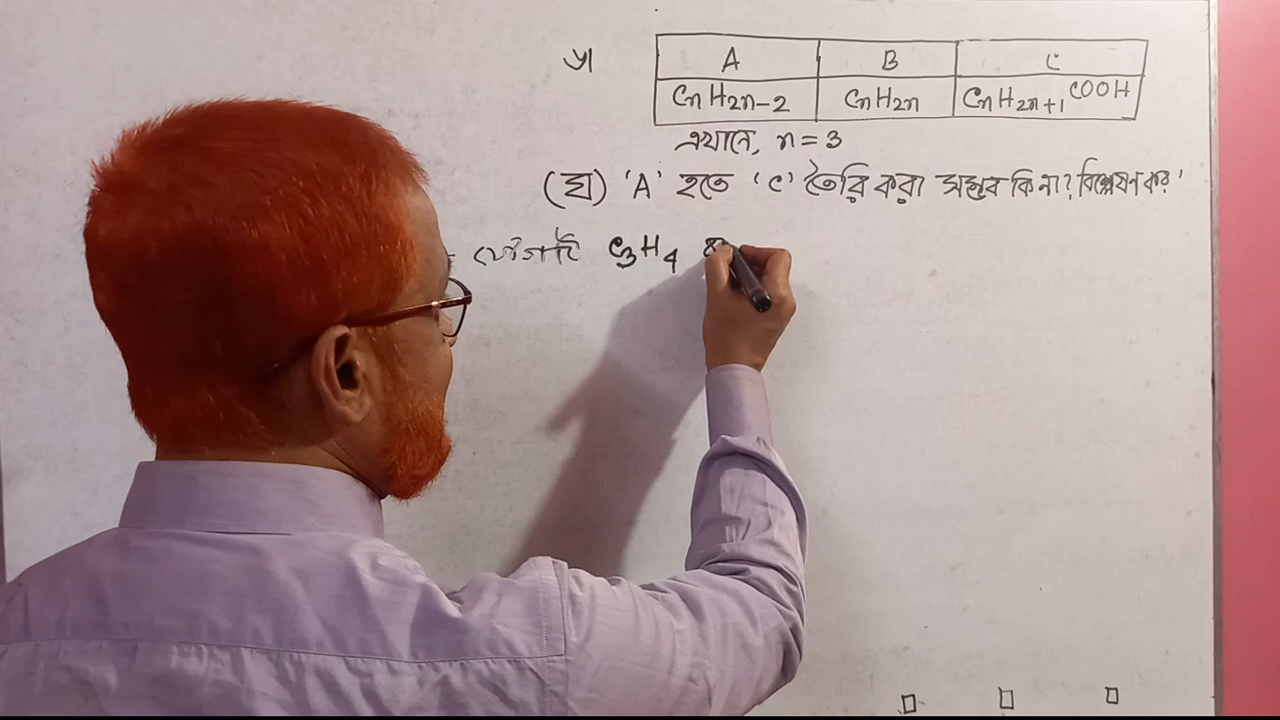 ৮। A B C
CnH2n-2 CnH2n CnH2n+1COOH
এখানে, n = 3
(ঘ) 'A' হতে 'C' তৈরি করা সম্ভব কি না? বিশ্লেষণ কর।
যৌগটি C3H4